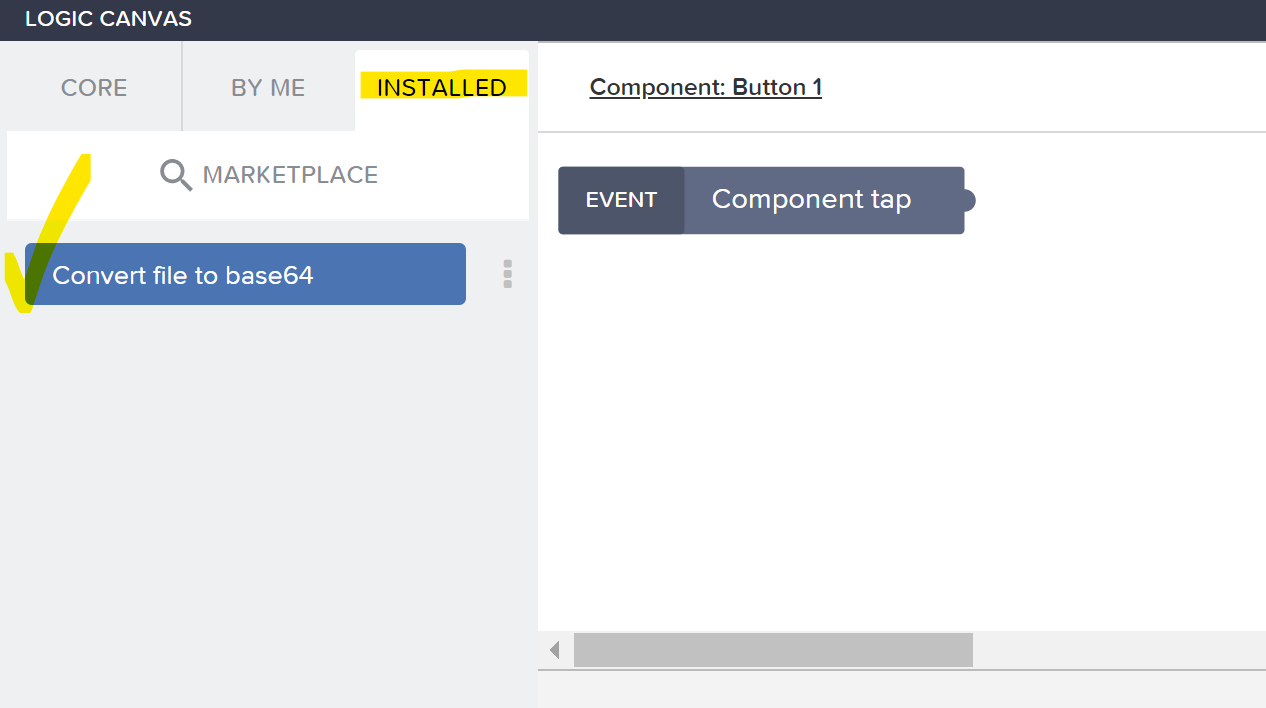 LOGIC CANVAS
CORE
BY ME
INSTALLED
MARKETPLACE
Convert file to base64
Component: Button 1
EVENT
Component tap